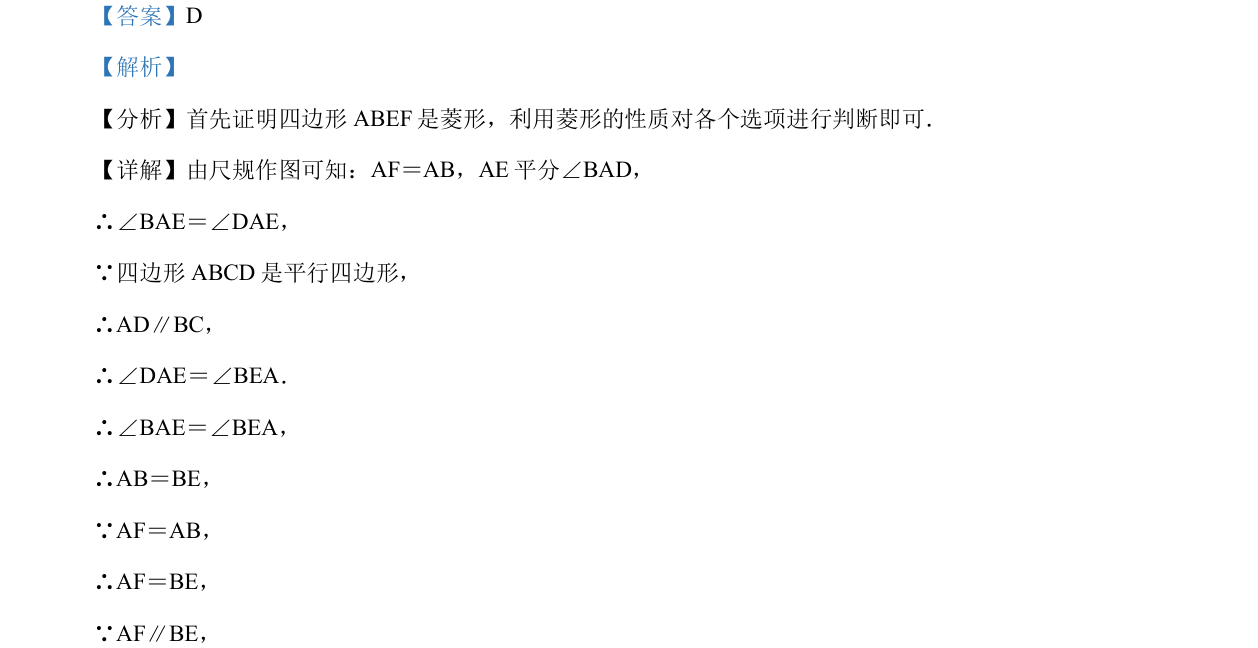 【答案】D
【解析】
【分析】首先证明四边形 ABEF 是菱形，利用菱形的性质对各个选项进行判断即可．
【详解】由尺规作图可知：AF＝AB，AE 平分∠BAD，
∴∠BAE＝∠DAE，
∵四边形 ABCD 是平行四边形，
∴AD∥BC，
∴∠DAE＝∠BEA．
∴∠BAE＝∠BEA，
∴AB＝BE，
∵AF＝AB，
∴AF＝BE，
∵AF∥BE，